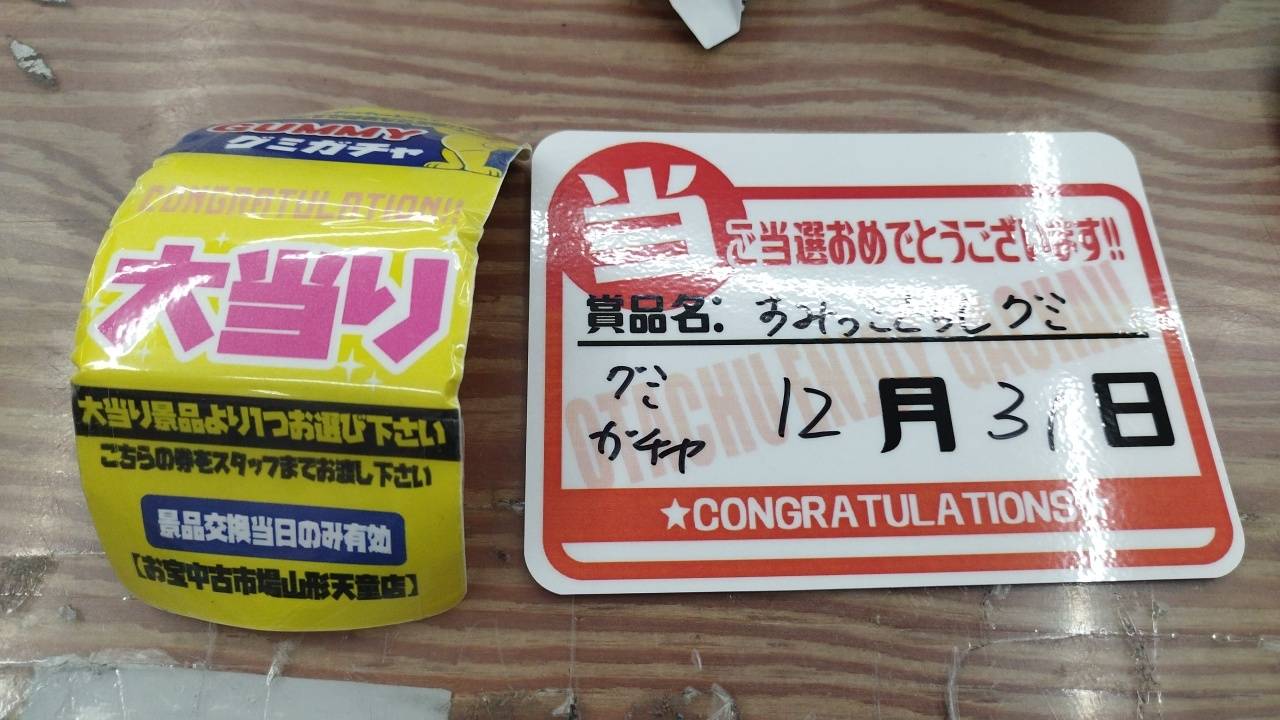 GUMMY
グミガチャ
CONGRATULATION!!
大当り
大当り景品より1つお選び下さい
こちらの券をスタッフまでお渡し下さい
景品交換当日のみ有効
【お宝中古市場山形天童店】
当
ご当選おめでとうございます!!
賞品名: すみっこぐらしグミ
グミ
ガチャ
12月31日
★CONGRATULATIONS★